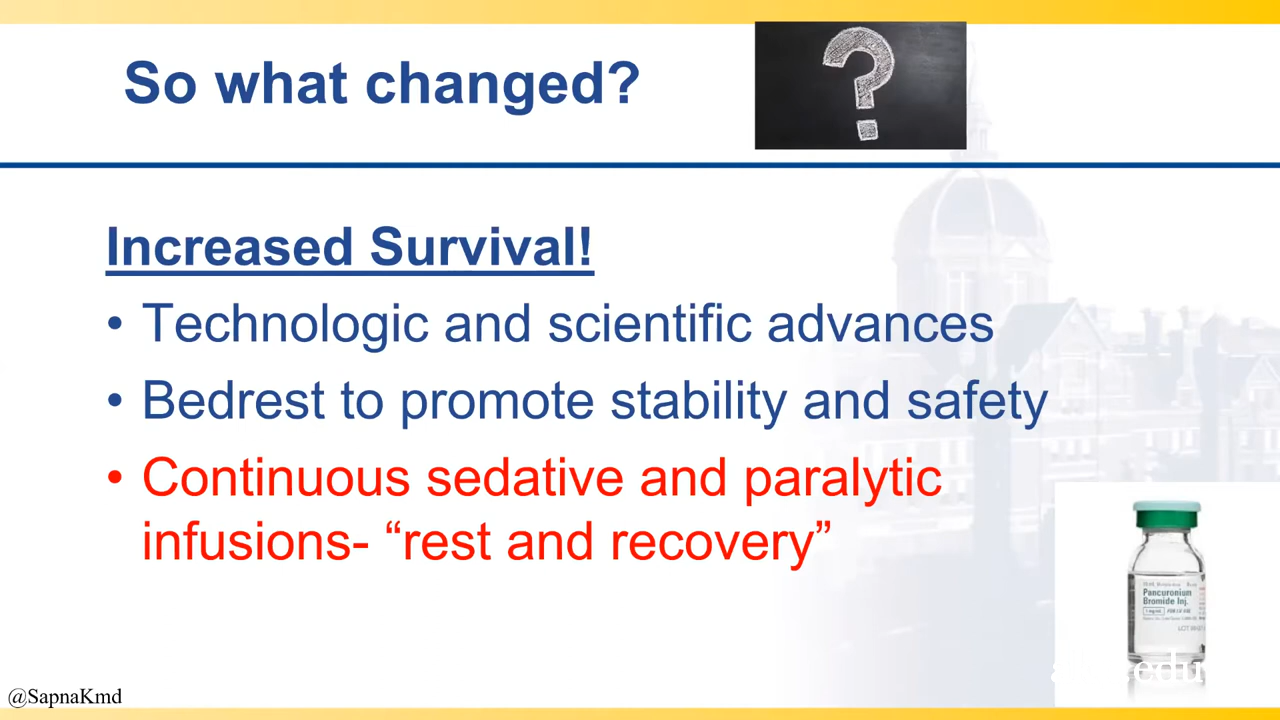 So what changed?
Increased Survival!
• Technologic and scientific advances
• Bedrest to promote stability and safety
• Continuous sedative and paralytic
infusions- “rest and recovery”
Pancuronium
Bromide Inj.
@SapnaKmd